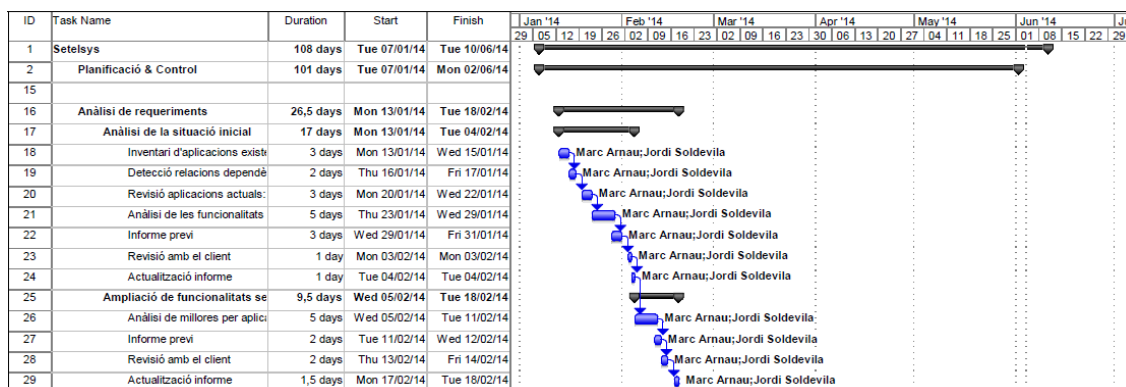 ID Task Name Duration Start Finish Jan '14 Feb '14 Mar '14 Apr '14 May '14 Jun '14 Ju
29 05 12 19 26 02 09 16 23 02 09 16 23 30 06 13 20 27 04 11 18 25 01 08 15 22 29
1 Setelsys 108 days Tue 07/01/14 Tue 10/06/14
2 Planificació & Control 101 days Tue 07/01/14 Mon 02/06/14
15
16 Anàlisi de requeriments 26,5 days Mon 13/01/14 Tue 18/02/14
17 Anàlisi de la situació inicial 17 days Mon 13/01/14 Tue 04/02/14
18 Inventari d'aplicacions existe 3 days Mon 13/01/14 Wed 15/01/14 Marc Arnau;Jordi Soldevila
19 Detecció relacions dependè 2 days Thu 16/01/14 Fri 17/01/14 Marc Arnau;Jordi Soldevila
20 Revisió aplicacions actuals: 3 days Mon 20/01/14 Wed 22/01/14 Marc Arnau;Jordi Soldevila
21 Anàlisi de les funcionalitats 5 days Thu 23/01/14 Wed 29/01/14 Marc Arnau;Jordi Soldevila
22 Informe previ 3 days Wed 29/01/14 Fri 31/01/14 Marc Arnau;Jordi Soldevila
23 Revisió amb el client 1 day Mon 03/02/14 Mon 03/02/14 Marc Arnau;Jordi Soldevila
24 Actualització informe 1 day Tue 04/02/14 Tue 04/02/14 Marc Arnau;Jordi Soldevila
25 Ampliació de funcionalitats se 9,5 days Wed 05/02/14 Tue 18/02/14
26 Anàlisi de millores per aplica 5 days Wed 05/02/14 Tue 11/02/14 Marc Arnau;Jordi Soldevila
27 Informe previ 2 days Tue 11/02/14 Wed 12/02/14 Marc Arnau;Jordi Soldevila
28 Revisió amb el client 2 days Thu 13/02/14 Fri 14/02/14 Marc Arnau;Jordi Soldevila
29 Actualització informe 1,5 days Mon 17/02/14 Tue 18/02/14 Marc Arnau;Jordi Soldevila